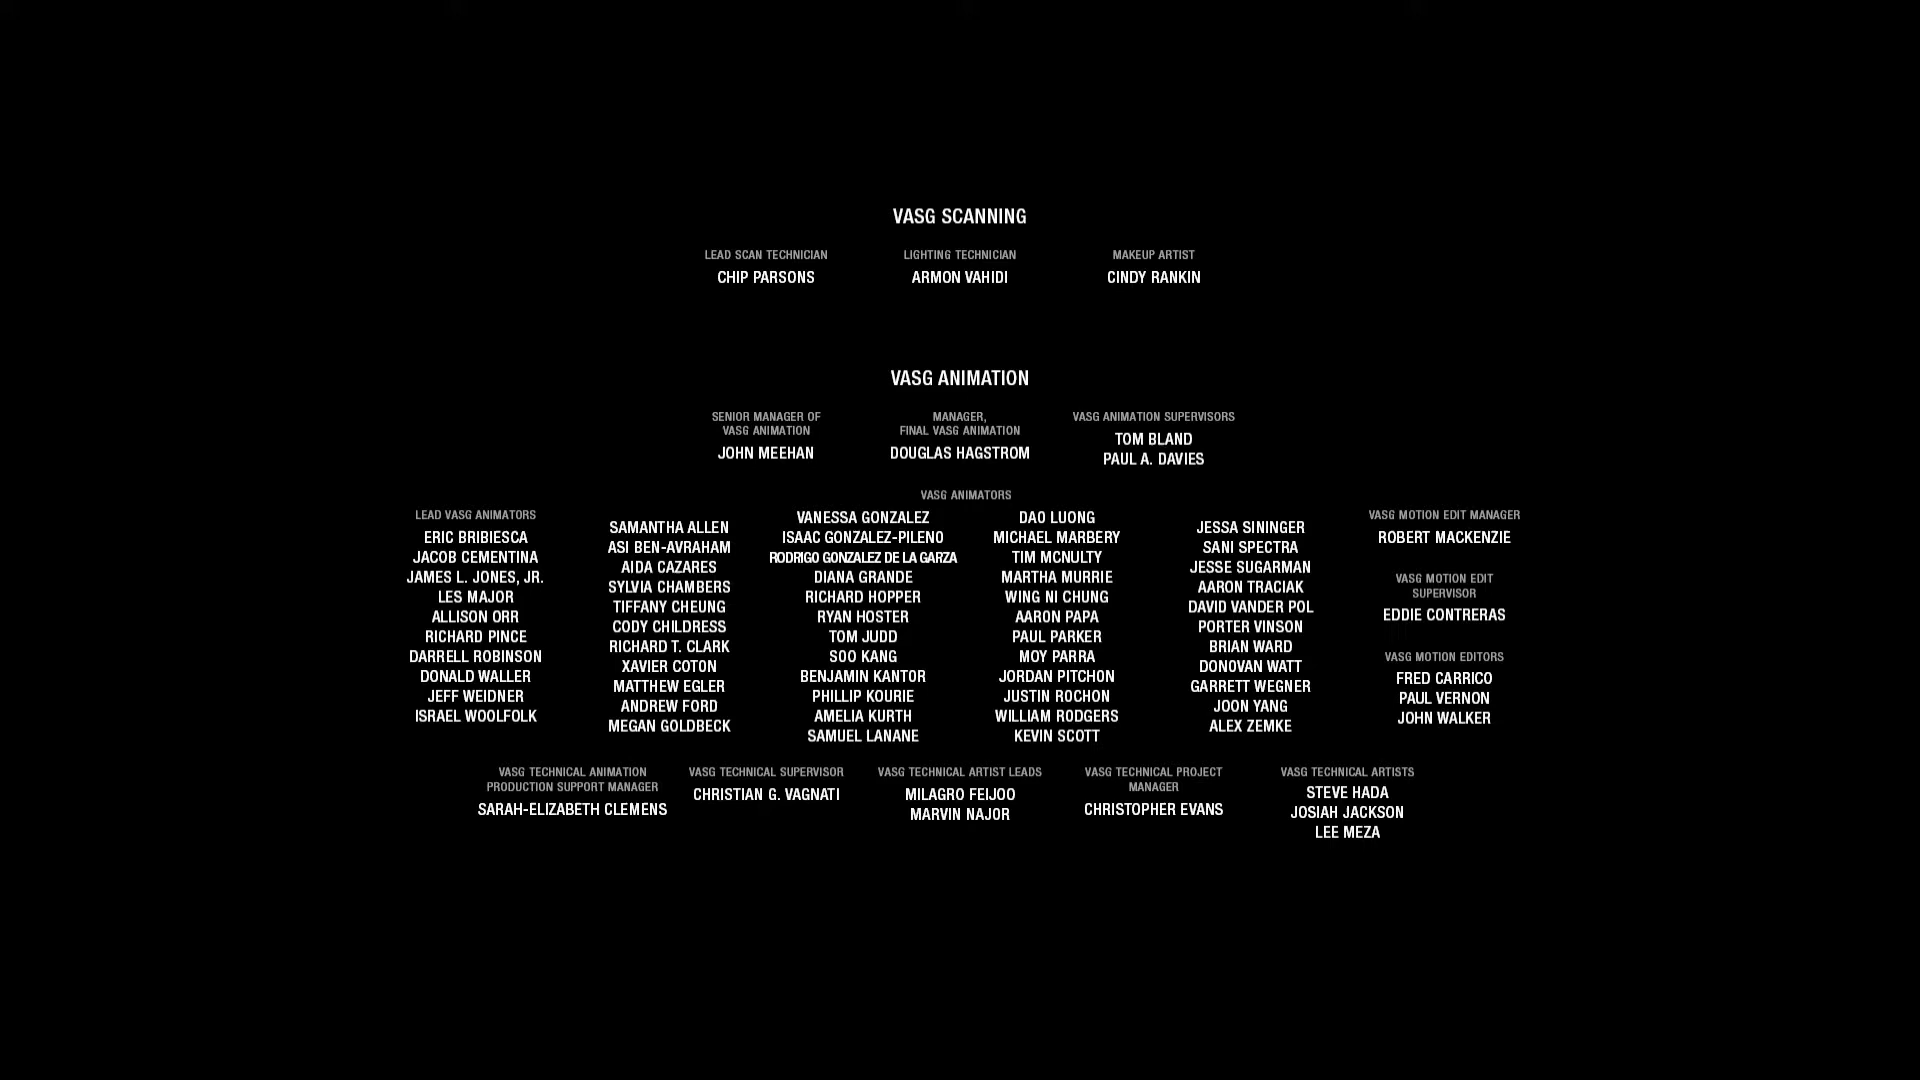 VASG SCANNING
LEAD SCAN TECHNICIAN
CHIP PARSONS
LIGHTING TECHNICIAN
ARMON VAHIDI
MAKEUP ARTIST
CINDY RANKIN
VASG ANIMATION
SENIOR MANAGER OF
VASG ANIMATION
JOHN MEEHAN
MANAGER,
FINAL VASG ANIMATION
DOUGLAS HAGSTROM
VASG ANIMATION SUPERVISORS
TOM BLAND
PAUL A. DAVIES
LEAD VASG ANIMATORS
ERIC BRIBIESCA
JACOB CEMENTINA
JAMES L. JONES, JR.
LES MAJOR
ALLISON ORR
RICHARD PINCE
DARRELL ROBINSON
DONALD WALLER
JEFF WEIDNER
ISRAEL WOOLFOLK
VASG ANIMATORS
SAMANTHA ALLEN
ASI BEN-AVRAHAM
AIDA CAZARES
SYLVIA CHAMBERS
TIFFANY CHEUNG
CODY CHILDRESS
RICHARD T. CLARK
XAVIER COTON
MATTHEW EGLER
ANDREW FORD
MEGAN GOLDBECK
VANESSA GONZALEZ
ISAAC GONZALEZ-PILENO
RODRIGO GONZALEZ DE LA GARZA
DIANA GRANDE
RICHARD HOPPER
RYAN HOSTER
TOM JUDD
SOO KANG
BENJAMIN KANTOR
PHILLIP KOURIE
AMELIA KURTH
SAMUEL LANANE
DAO LUONG
MICHAEL MARBERY
TIM MCNULTY
MARTHA MURRIE
WING NI CHUNG
AARON PAPA
PAUL PARKER
MOY PARRA
JORDAN PITCHON
JUSTIN ROCHON
WILLIAM RODGERS
KEVIN SCOTT
JESSA SININGER
SANI SPECTRA
JESSE SUGARMAN
AARON TRACIAK
DAVID VANDER POL
PORTER VINSON
BRIAN WARD
DONOVAN WATT
GARRETT WEGNER
JOON YANG
ALEX ZEMKE
VASG MOTION EDIT MANAGER
ROBERT MACKENZIE
VASG MOTION EDIT
SUPERVISOR
EDDIE CONTRERAS
VASG MOTION EDITORS
FRED CARRICO
PAUL VERNON
JOHN WALKER
VASG TECHNICAL ANIMATION
PRODUCTION SUPPORT MANAGER
SARAH-ELIZABETH CLEMENS
VASG TECHNICAL SUPERVISOR
CHRISTIAN G. VAGNATI
VASG TECHNICAL ARTIST LEADS
MILAGRO FEIJOO
MARVIN NAJOR
VASG TECHNICAL PROJECT
MANAGER
CHRISTOPHER EVANS
VASG TECHNICAL ARTISTS
STEVE HADA
JOSIAH JACKSON
LEE MEZA